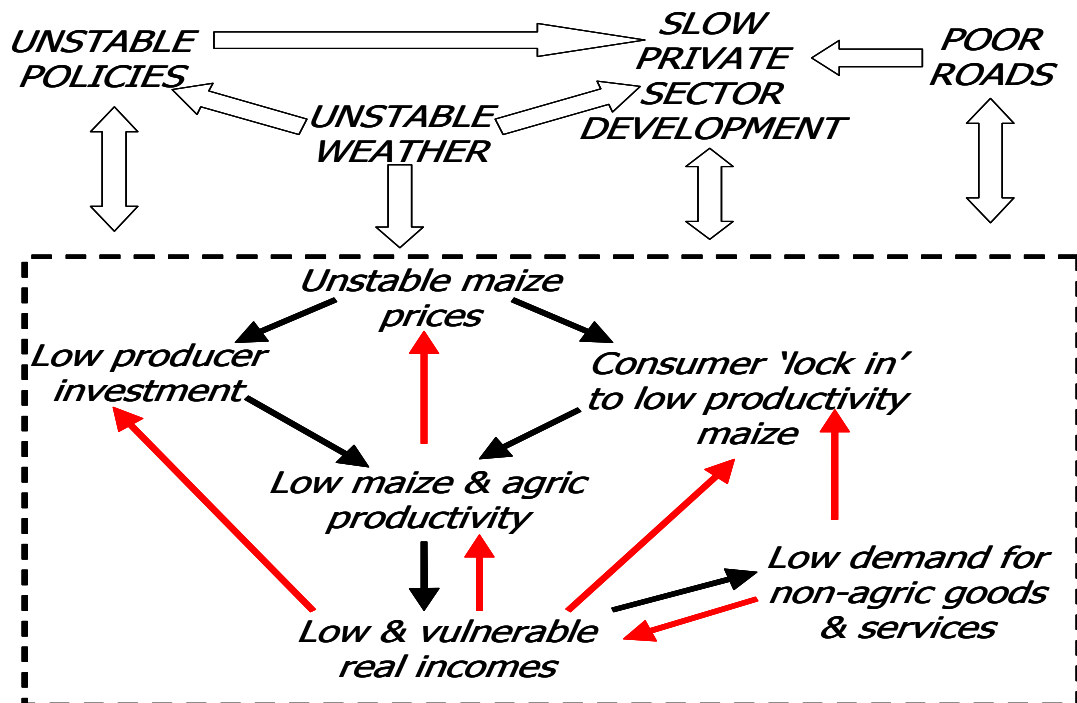 UNSTABLE
POLICIES
SLOW
PRIVATE
SECTOR
DEVELOPMENT
POOR
ROADS
UNSTABLE
WEATHER
Unstable maize
prices
Low producer
investment
Consumer ‘lock in’
to low productivity
maize
Low maize & agric
productivity
Low demand for
non-agric goods
& services
Low & vulnerable
real incomes